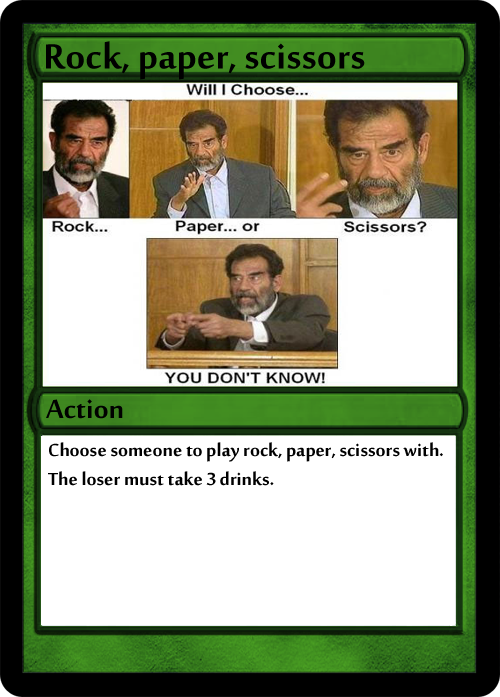 Rock, paper, scissors
Will I Choose...
Rock... Paper... or Scissors?
YOU DON'T KNOW!
Action
Choose someone to play rock, paper, scissors with.
The loser must take 3 drinks.